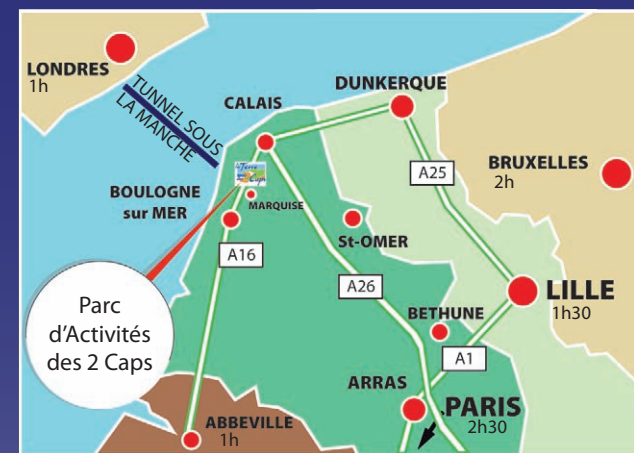 LONDRES
1h
TUNNEL SOUS
LA MANCHE
CALAIS
DUNKERQUE
A25
BRUXELLES
2h
BOULOGNE
sur MER
MARQUISE
St-OMER
A16
A26
LILLE
1h30
Parc
d'Activités
des 2 Caps
BETHUNE
A1
ARRAS
PARIS
2h30
ABBEVILLE
1h